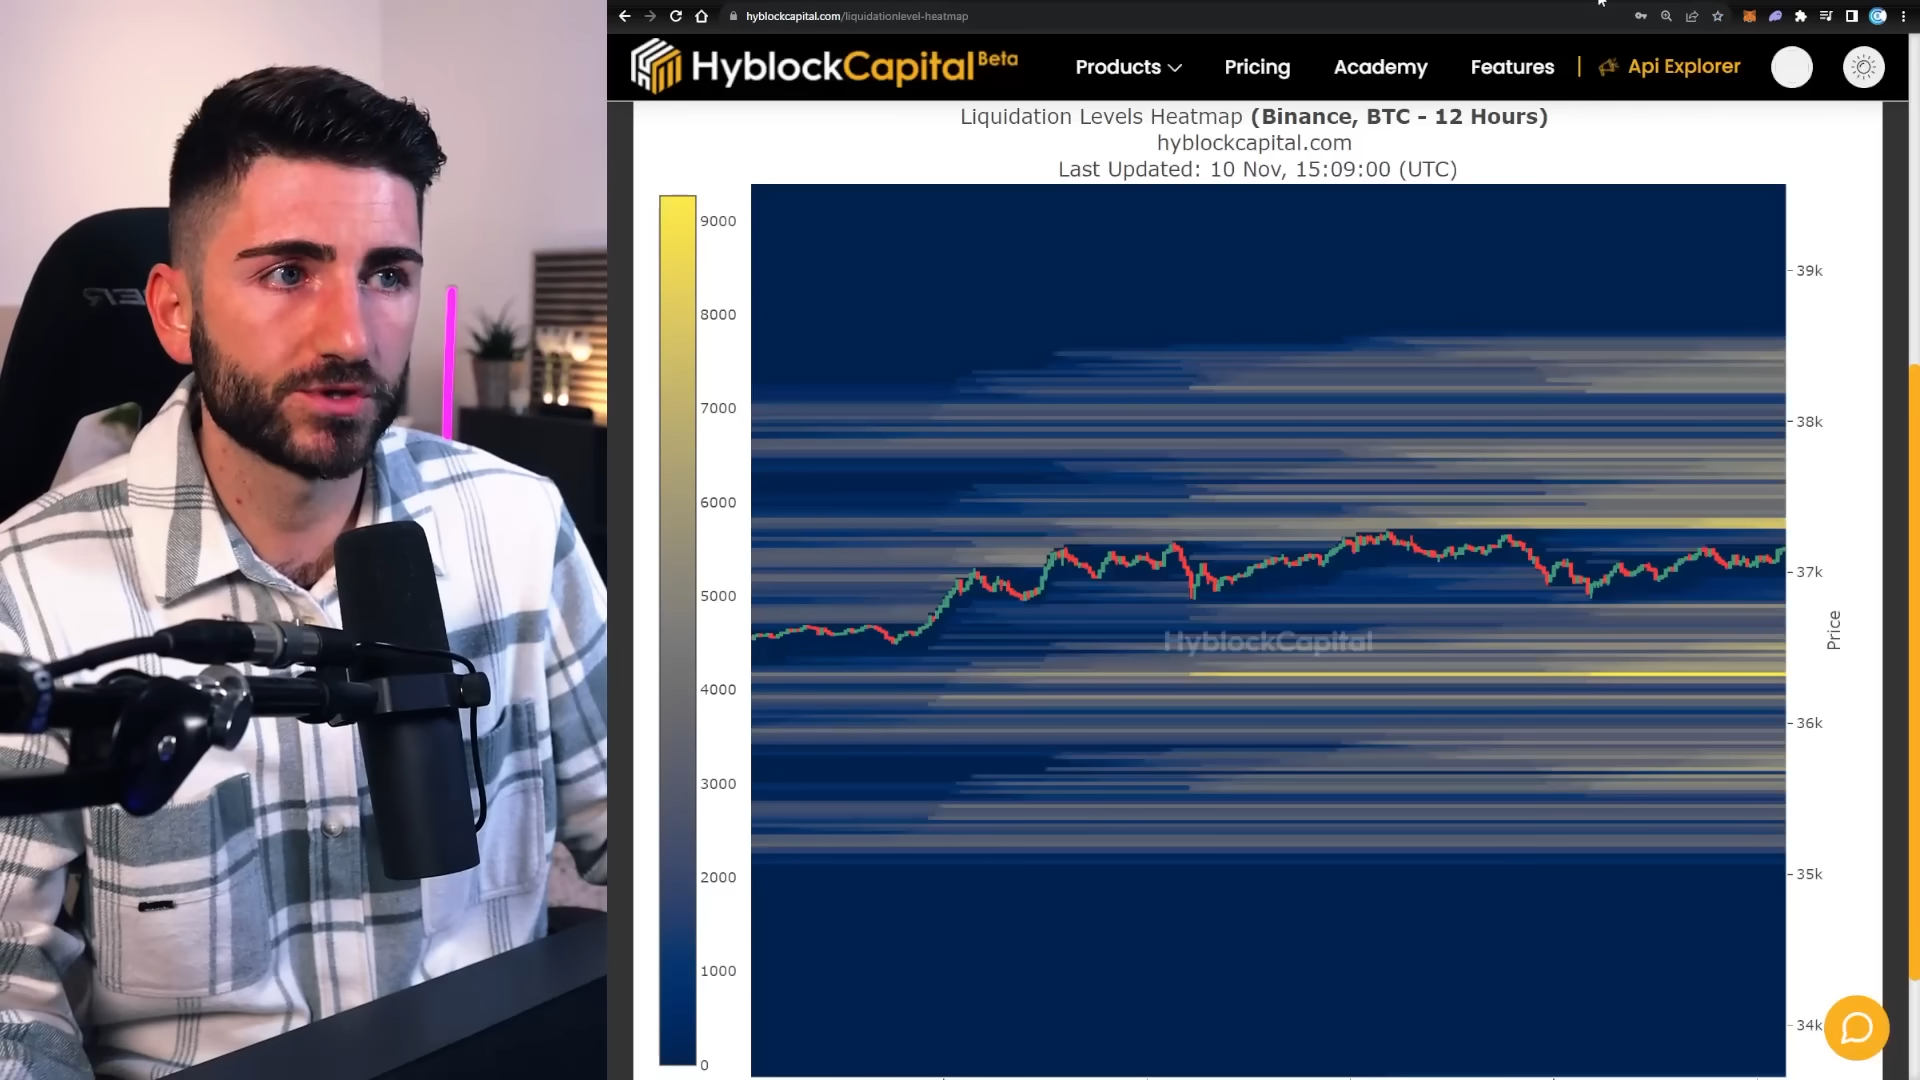 hyblockcapital.com/liquidationlevel-heatmap
HyblockCapital Beta
Products
Pricing
Academy
Features
Api Explorer
Liquidation Levels Heatmap (Binance, BTC - 12 Hours)
hyblockcapital.com
Last Updated: 10 Nov, 15:09:00 (UTC)
9000
8000
7000
6000
5000
4000
3000
2000
1000
0
39k
38k
37k
36k
35k
34k
Price
HyblockCapital